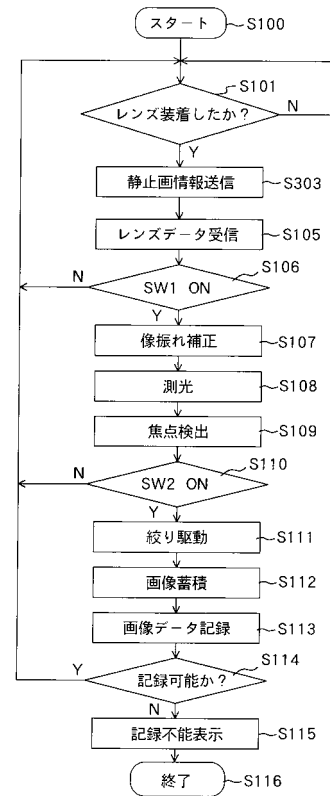 スタート S100
レンズ装着したか? S101
N
Y
静止画情報送信 S303
レンズデータ受信 S105
N SW1 ON S106
Y
像振れ補正 S107
測光 S108
焦点検出 S109
N SW2 ON S110
Y
絞り駆動 S111
画像蓄積 S112
画像データ記録 S113
Y 記録可能か? S114
N
記録不能表示 S115
終了 S116